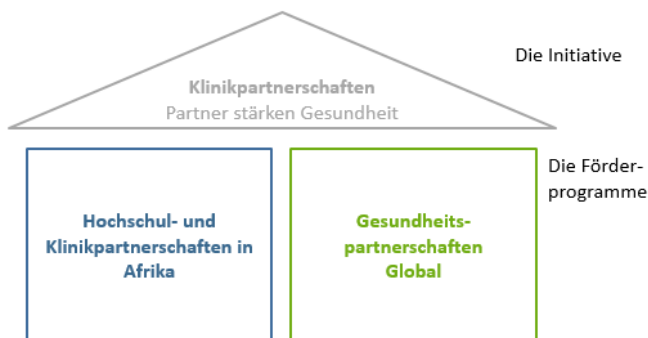 Die Initiative
Klinikpartnerschaften
Partner stärken Gesundheit
Die Förder-
programme
Hochschul- und
Klinikpartnerschaften in
Afrika
Gesundheits-
partnerschaften
Global